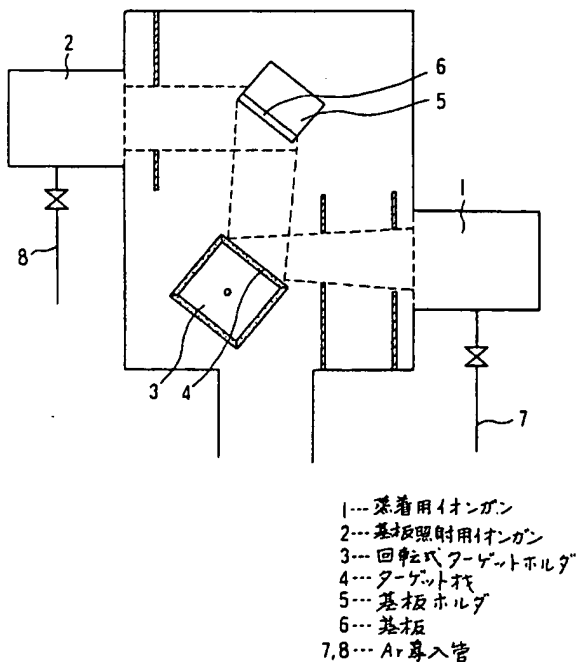 2
6
5
1
8
3
4
7
1…蒸着用イオンガン
2…基板照射用イオンガン
3…回転式ターゲットホルダ
4…ターゲット材
5…基板ホルダ
6…基板
7,8…Ar導入管